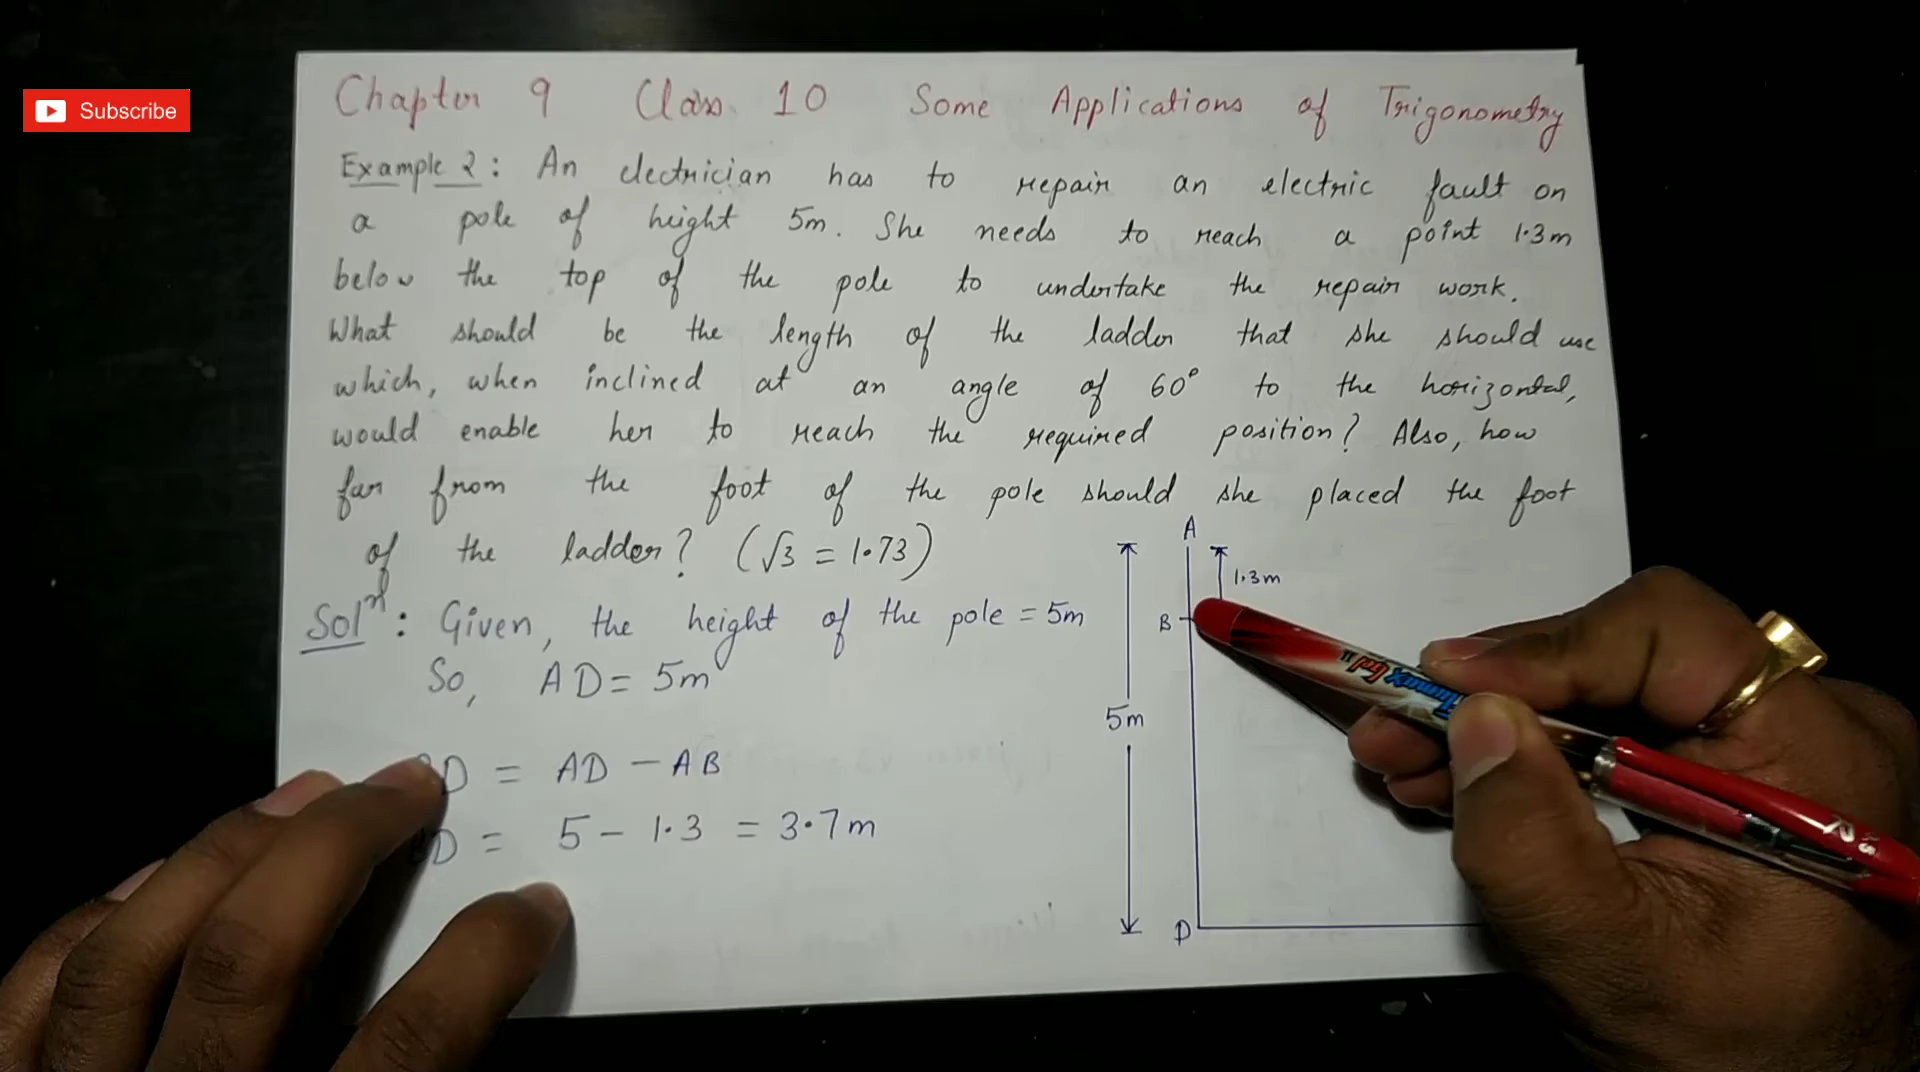 Subscribe
Chapter 9 Class 10 Some Applications of Trigonometry
Example 2: An electrician has to repair an electric fault on
a pole of height 5m. She needs to reach a point 1.3m
below the top of the pole to undertake the repair work.
What should be the length of the ladder that she should use
which, when inclined at an angle of 60° to the horizontal,
would enable her to reach the required position? Also, how
far from the foot of the pole should she placed the foot
of the ladder? (√3 = 1.73)
A
1.3m
Solⁿ: Given, the height of the pole = 5m
B
So, AD = 5m
5m
D = AD - AB
BD = 5 - 1.3 = 3.7m
D